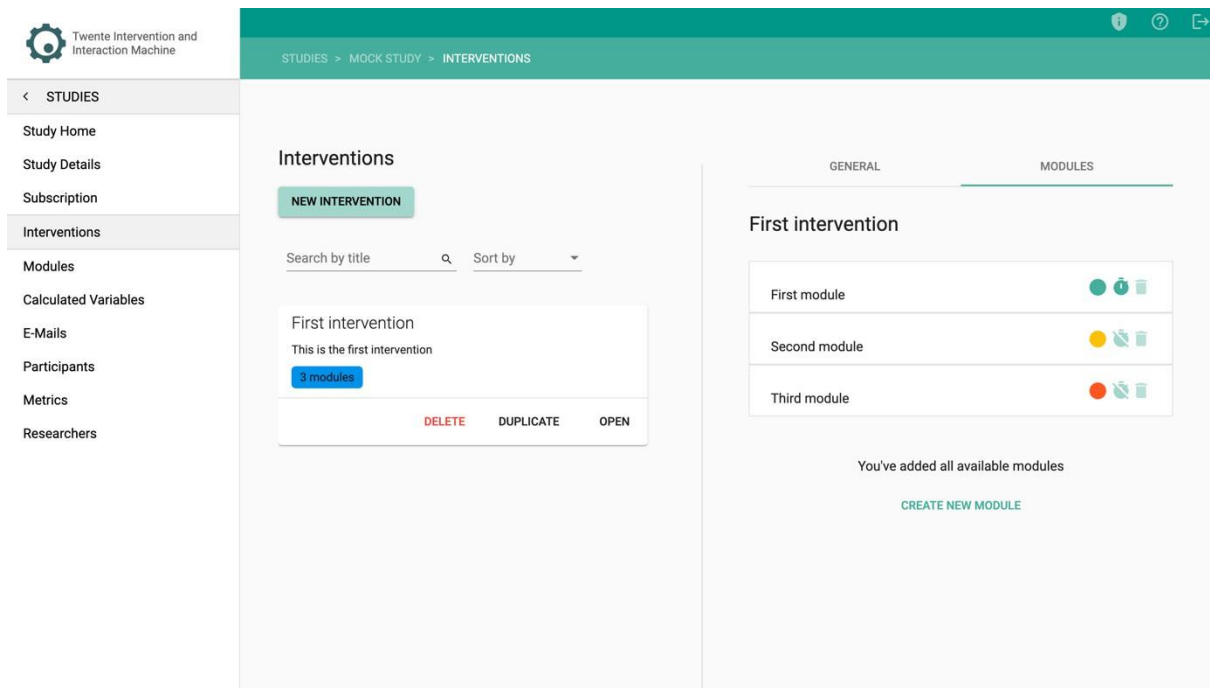 Twente Intervention and
Interaction Machine
STUDIES > MOCK STUDY > INTERVENTIONS
< STUDIES
Study Home
Study Details
Subscription
Interventions
Modules
Calculated Variables
E-Mails
Participants
Metrics
Researchers
Interventions
NEW INTERVENTION
Search by title
Sort by
First intervention
This is the first intervention
3 modules
DELETE DUPLICATE OPEN
GENERAL MODULES
First intervention
First module
Second module
Third module
You've added all available modules
CREATE NEW MODULE